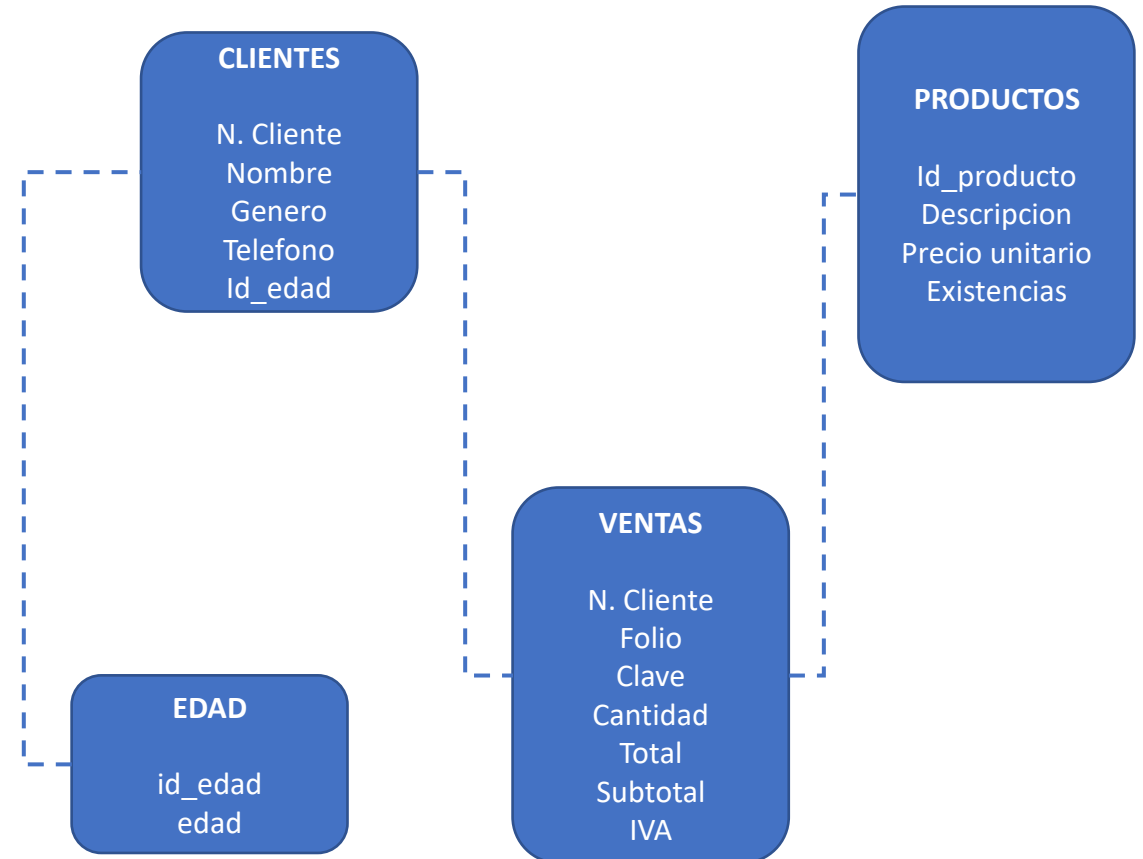 CLIENTES
N. Cliente
Nombre
Genero
Telefono
Id_edad
PRODUCTOS
Id_producto
Descripcion
Precio unitario
Existencias
VENTAS
N. Cliente
Folio
Clave
Cantidad
Total
Subtotal
IVA
EDAD
id_edad
edad